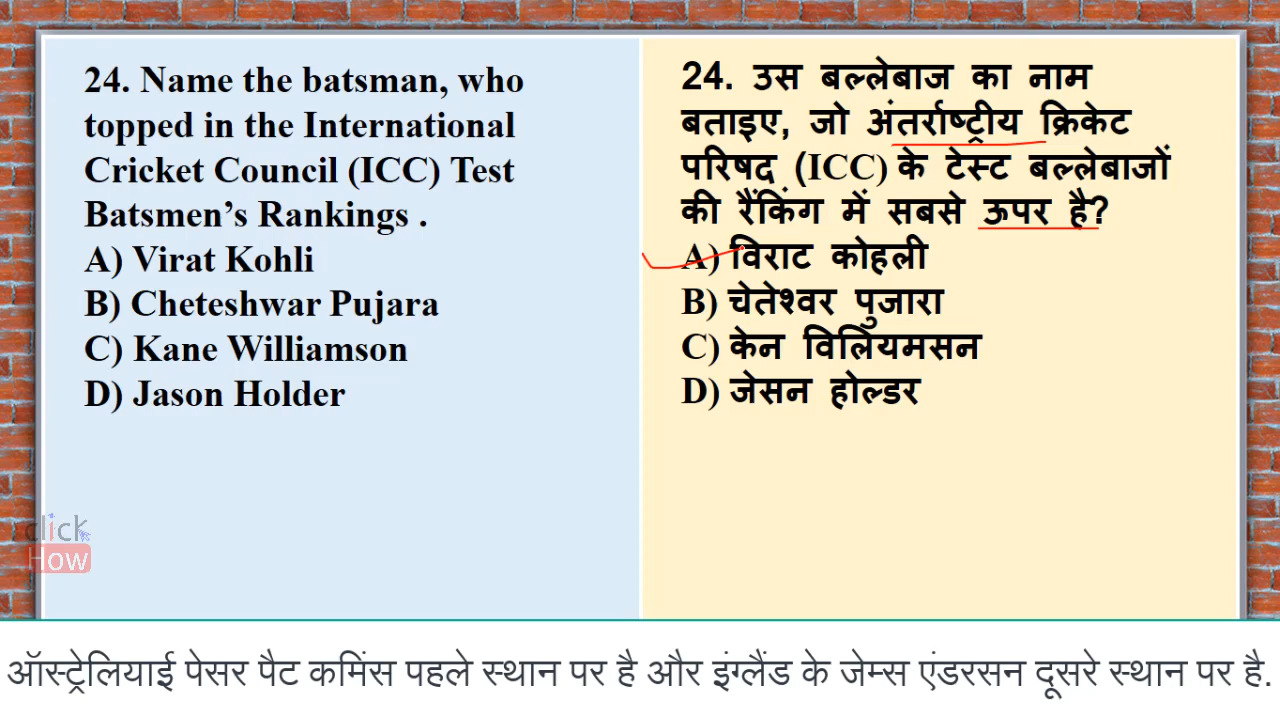 24. Name the batsman, who
topped in the International
Cricket Council (ICC) Test
Batsmen’s Rankings .
A) Virat Kohli
B) Cheteshwar Pujara
C) Kane Williamson
D) Jason Holder
24. उस बल्लेबाज का नाम
बताइए, जो अंतर्राष्ट्रीय क्रिकेट
परिषद (ICC) के टेस्ट बल्लेबाजों
की रैंकिंग में सबसे ऊपर है?
A) विराट कोहली
B) चेतेश्वर पुजारा
C) केन विलियमसन
D) जेसन होल्डर
click
How
ऑस्ट्रेलियाई पेसर पैट कमिंस पहले स्थान पर है और इंग्लैंड के जेम्स एंडरसन दूसरे स्थान पर है.